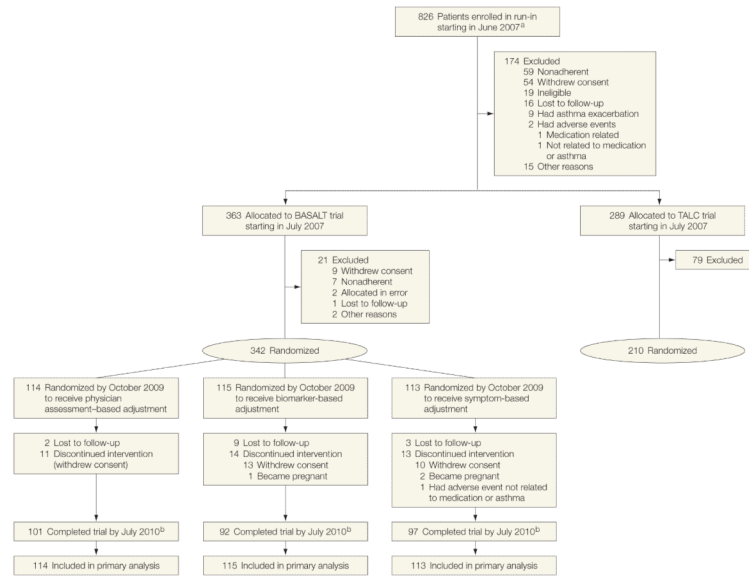 826 Patients enrolled in run-in
starting in June 2007a
174 Excluded
59 Nonadherent
54 Withdrew consent
19 Ineligible
16 Lost to follow-up
9 Had asthma exacerbation
2 Had adverse events
1 Medication related
1 Not related to medication
or asthma
15 Other reasons
363 Allocated to BASALT trial
starting in July 2007
289 Allocated to TALC trial
starting in July 2007
21 Excluded
9 Withdrew consent
7 Nonadherent
2 Allocated in error
1 Lost to follow-up
2 Other reasons
79 Excluded
342 Randomized
210 Randomized
114 Randomized by October 2009
to receive physician
assessment–based adjustment
115 Randomized by October 2009
to receive biomarker-based
adjustment
113 Randomized by October 2009
to receive symptom-based
adjustment
2 Lost to follow-up
11 Discontinued intervention
(withdrew consent)
9 Lost to follow-up
14 Discontinued intervention
13 Withdrew consent
1 Became pregnant
3 Lost to follow-up
13 Discontinued intervention
10 Withdrew consent
2 Became pregnant
1 Had adverse event not related
to medication or asthma
101 Completed trial by July 2010b
92 Completed trial by July 2010b
97 Completed trial by July 2010b
114 Included in primary analysis
115 Included in primary analysis
113 Included in primary analysis